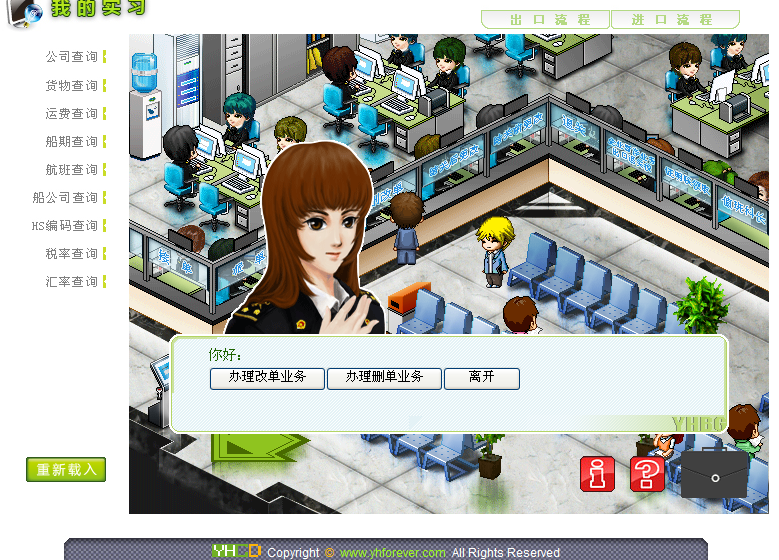 我的实习
出口流程
进口流程
公司查询
货物查询
运费查询
船期查询
航班查询
船公司查询
HS编码查询
税率查询
汇率查询
你好:
办理改单业务
办理删单业务
离开
YHBG
重新载入
Copyright © www.yhforever.com All Rights Reserved